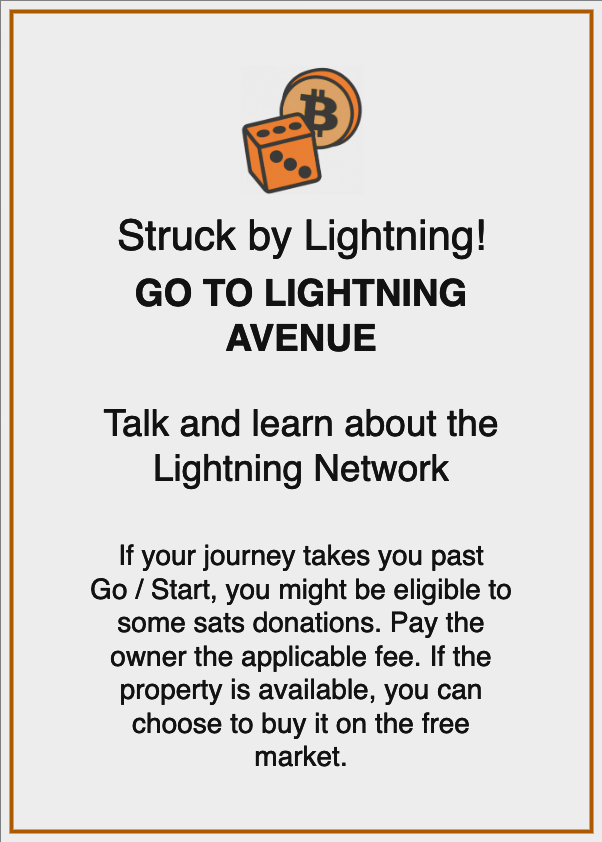 Struck by Lightning!
GO TO LIGHTNING
AVENUE
Talk and learn about the
Lightning Network
If your journey takes you past
Go / Start, you might be eligible to
some sats donations. Pay the
owner the applicable fee. If the
property is available, you can
choose to buy it on the free
market.